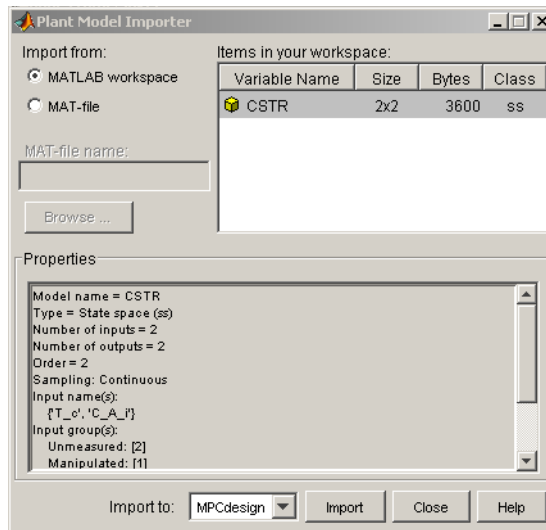 Plant Model Importer
Import from:
MATLAB workspace
MAT-file
MAT-file name:
Browse ...
Items in your workspace:
Variable Name Size Bytes Class
CSTR 2x2 3600 ss
Properties
Model name = CSTR
Type = State space (ss)
Number of inputs = 2
Number of outputs = 2
Order = 2
Sampling: Continuous
Input name(s):
{'T_c', 'C_A_i'}
Input group(s):
Unmeasured: [2]
Manipulated: [1]
Import to: MPCdesign Import Close Help